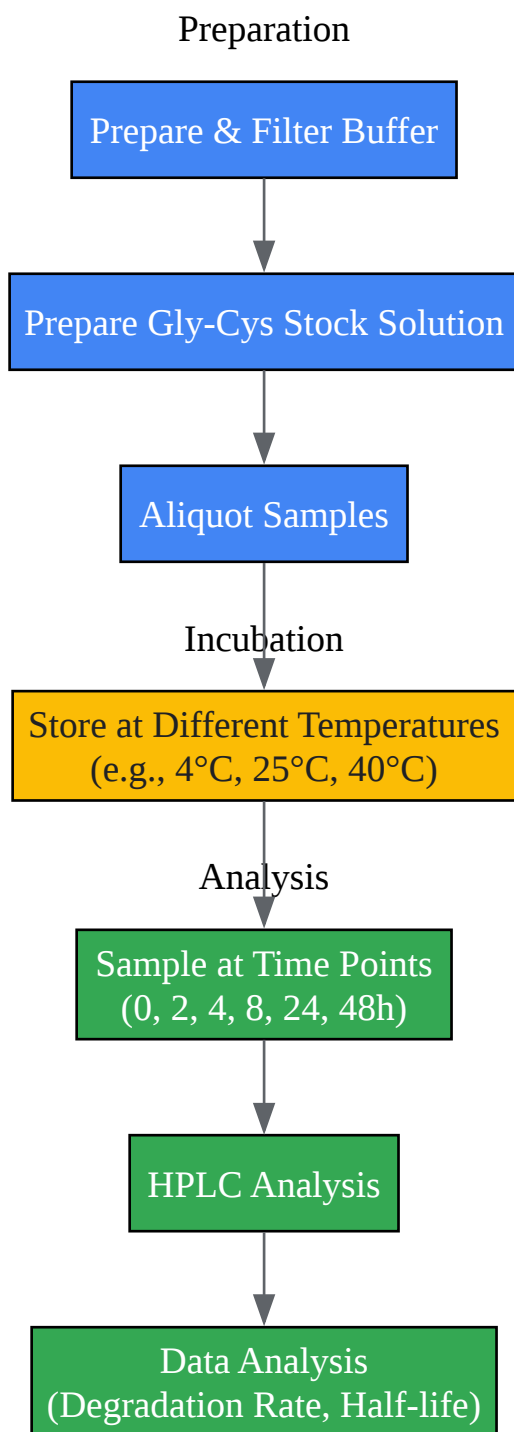 Preparation
Prepare & Filter Buffer
Prepare Gly-Cys Stock Solution
Aliquot Samples
Incubation
Store at Different Temperatures
(e.g., 4°C, 25°C, 40°C)
Analysis
Sample at Time Points
(0, 2, 4, 8, 24, 48h)
HPLC Analysis
Data Analysis
(Degradation Rate, Half-life)